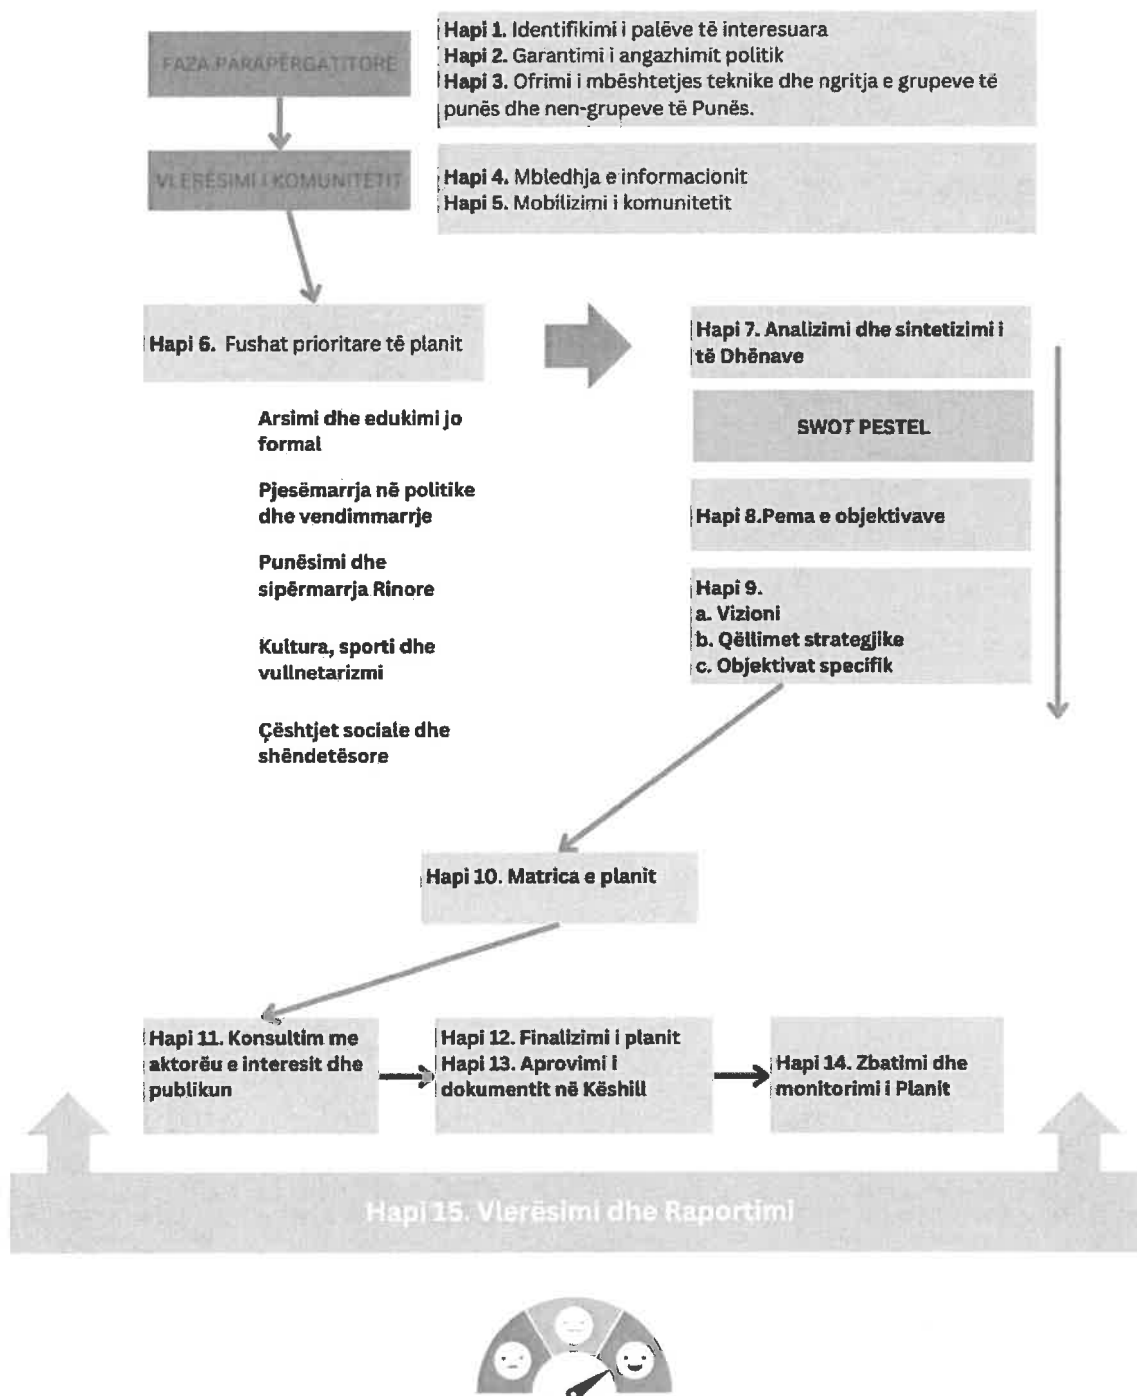 FAZA PARAPËRGATITORE
Hapi 1. Identifikimi i palëve të interesuara
Hapi 2. Garantimi i angazhimit politik
Hapi 3. Ofrimi i mbështetjes teknike dhe ngritja e grupeve të
punës dhe nen-grupeve të Punës.
VLERËSIMI I KOMUNITETIT
Hapi 4. Mbledhja e informacionit
Hapi 5. Mobilizimi i komunitetit
Hapi 6. Fushat prioritare të planit
Arsimi dhe edukimi jo
formal
Pjesëmarrja në politike
dhe vendimmarrje
Punësimi dhe
sipërmarrja Rinore
Kultura, sporti dhe
vullnetarizmi
Çështjet sociale dhe
shëndetësore
Hapi 7. Analizimi dhe sintetizimi i
të Dhënave
SWOT PESTEL
Hapi 8.Pema e objektivave
Hapi 9.
a. Vizioni
b. Qëllimet strategjike
c. Objektivat specifik
Hapi 10. Matrica e planit
Hapi 11. Konsultim me
aktorëu e interesit dhe
publikun
Hapi 12. Finalizimi i planit
Hapi 13. Aprovimi i
dokumentit në Këshill
Hapi 14. Zbatimi dhe
monitorimi i Planit
Hapi 15. Vlerësimi dhe Raportimi